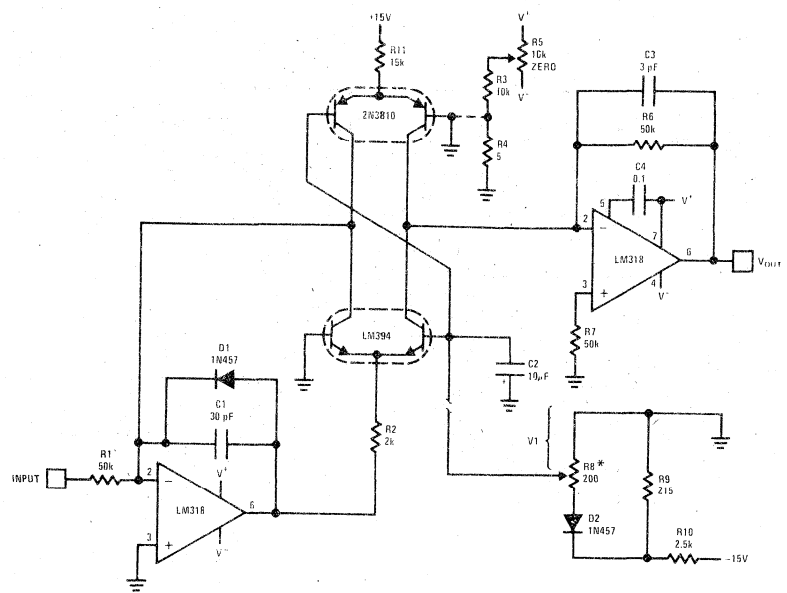 +15V
R11
15k
2N3810
V+
R5
10k
ZERO
V-
R3
10k
R4
5
C3
3 pF
R6
50k
C4
0.1
5
V+
2
-
7
LM318
6
VOUT
3
+
4
V-
R7
50k
LM394
C2
10μF
+
D1
1N457
C1
30 pF
R2
2k
V1
R8*
200
R9
215
D2
1N457
R10
2.5k
-15V
INPUT
R1
50k
2
-
V+
LM318
6
3
+
V-